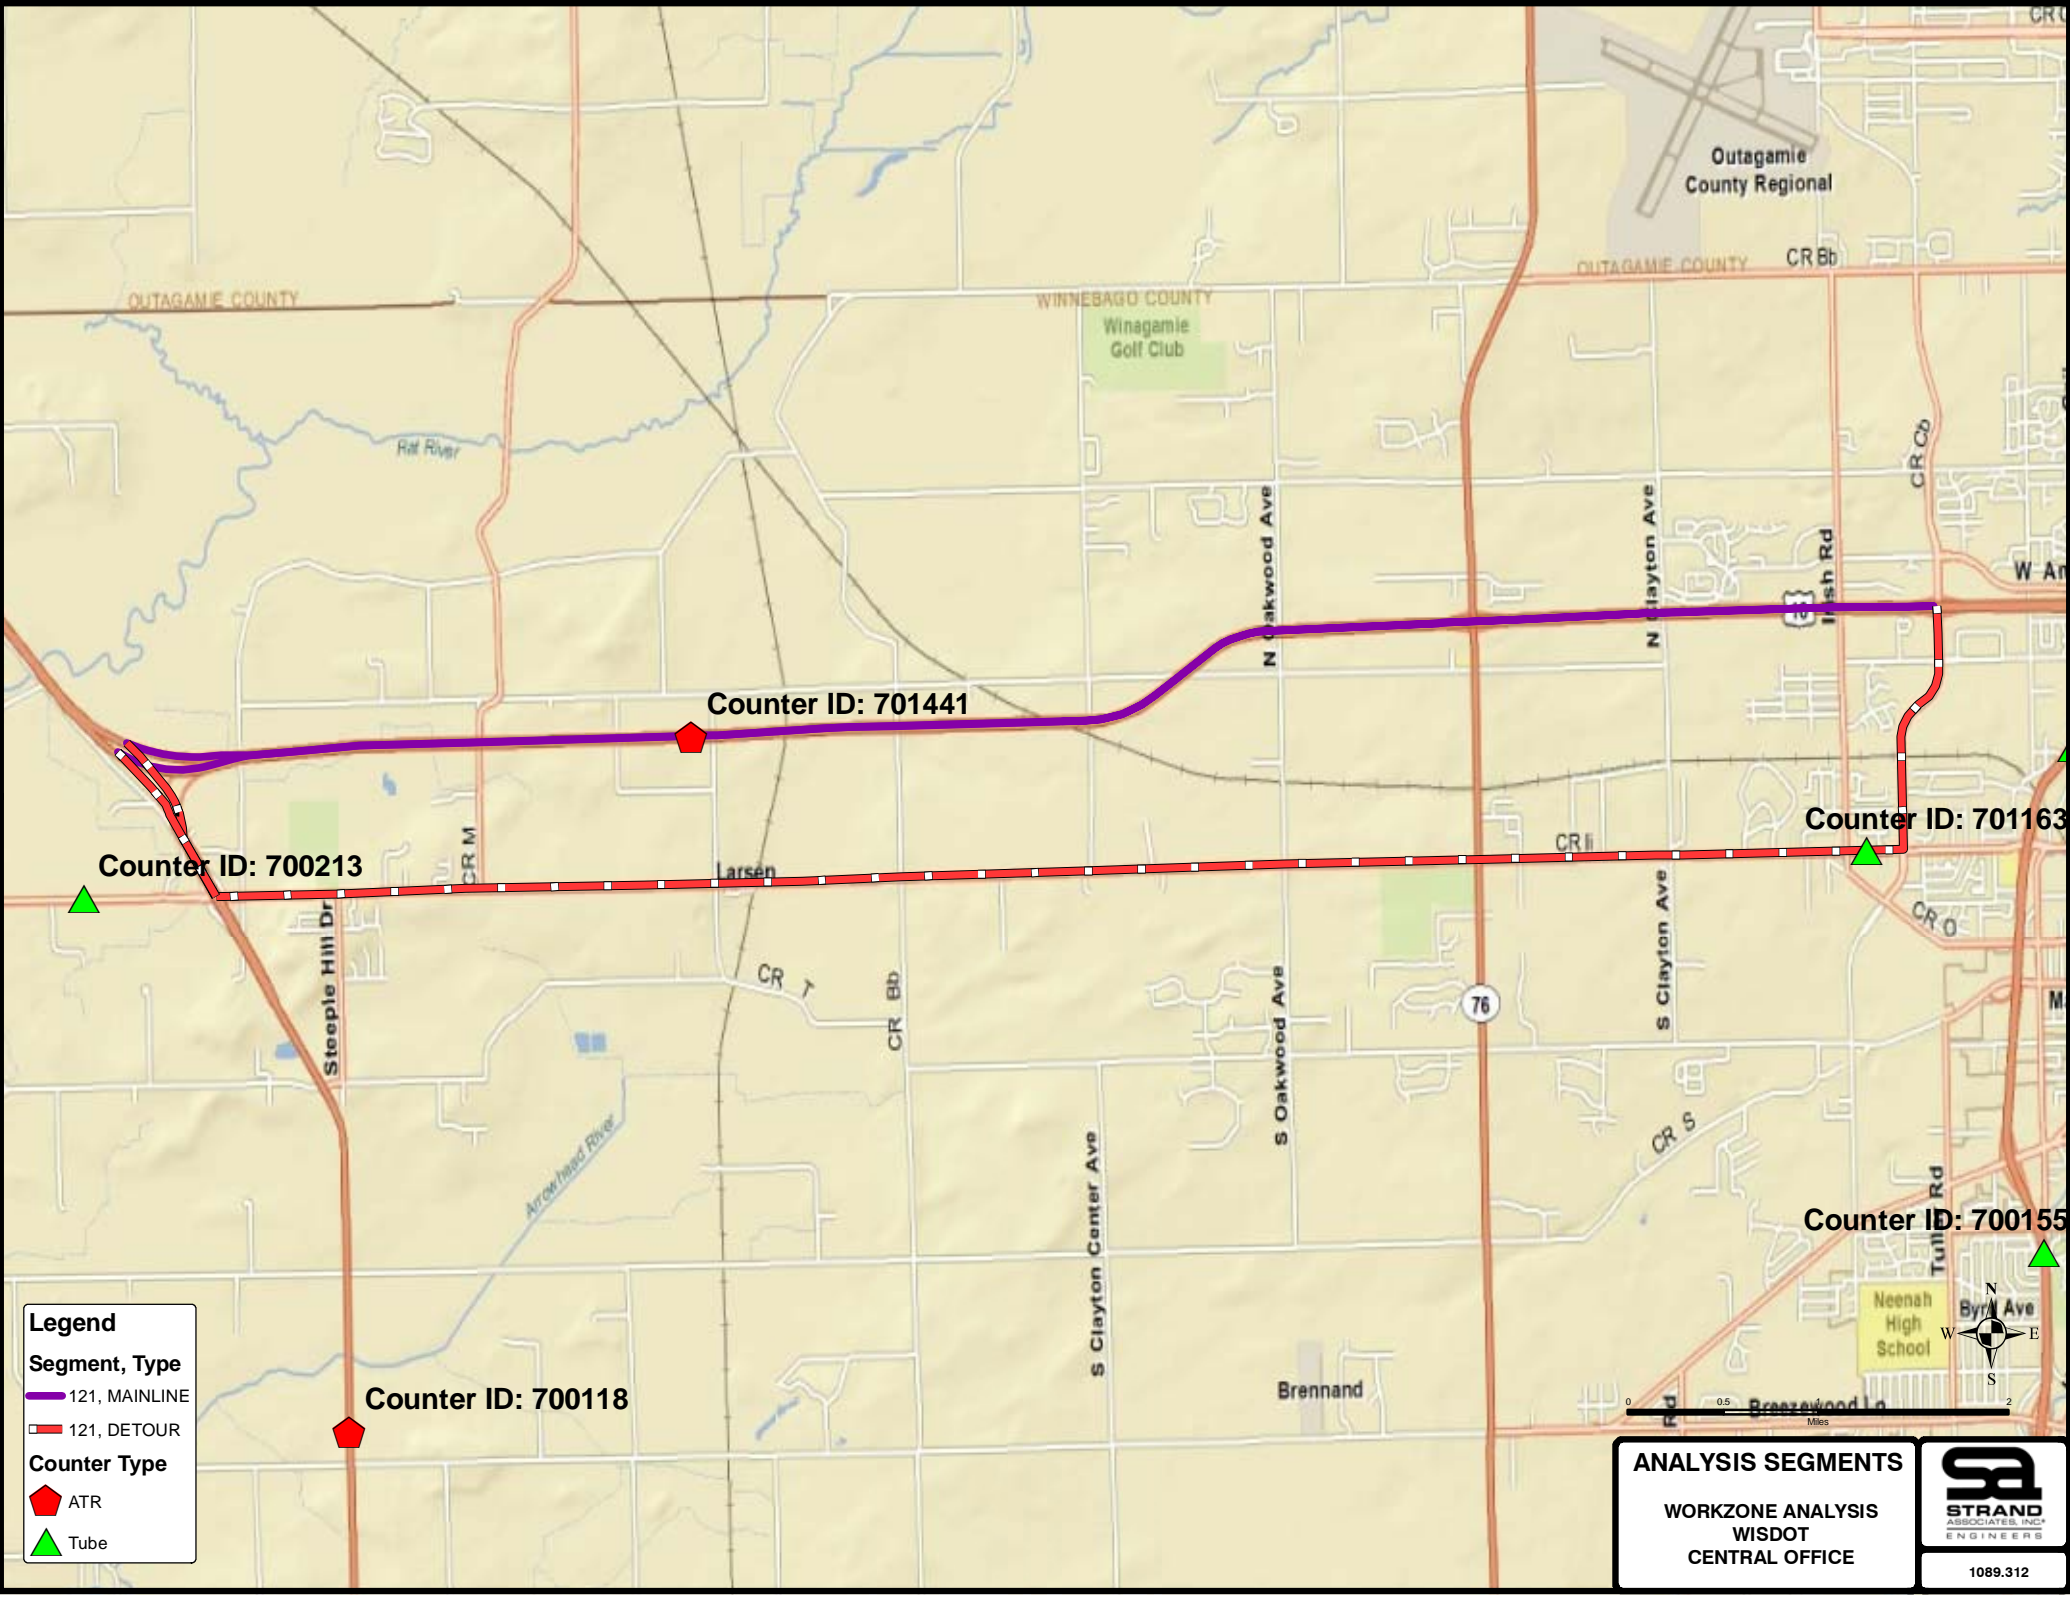 CR
Outagamie
County Regional
CR Bb
OUTAGAMIE COUNTY
OUTAGAMIE COUNTY
WINNEBAGO COUNTY
Winagamie
Golf Club
Rat River
CR Cb
N Oakwood Ave
N Clayton Ave
Irish Rd
W An
Counter ID: 701441
Counter ID: 701163
CR II
Counter ID: 700213
CR M
Larsen
CR O
Steeple Hill Dr
CR T
CR Bb
S Oakwood Ave
76
S Clayton Ave
M
CR S
Arrowhead River
S Clayton Center Ave
Tulla Rd
Counter ID: 700155
Neenah
High
School
Byrd Ave
N
W
E
S
Brennand
Rd
Breezewood Ln
0
0.5
1
2
Miles
Counter ID: 700118
Legend
Segment, Type
121, MAINLINE
121, DETOUR
Counter Type
ATR
Tube
ANALYSIS SEGMENTS
WORKZONE ANALYSIS
WISDOT
CENTRAL OFFICE
sa
STRAND
ASSOCIATES, INC.®
ENGINEERS
1089.312